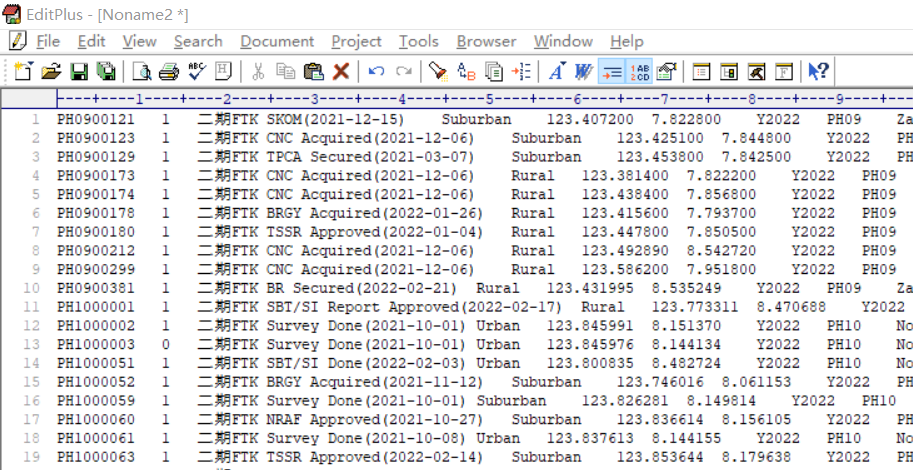 EditPlus - [Noname2 *]
File Edit View Search Document Project Tools Browser Window Help
----+----1----+----2----+----3----+----4----+----5----+----6----+----7----+----8----+----9----+--
1 PH0900121 1 二期FTK SKOM(2021-12-15) Suburban 123.407200 7.822800 Y2022 PH09 Za
2 PH0900123 1 二期FTK CNC Acquired(2021-12-06) Suburban 123.425100 7.844800 Y2022 PH
3 PH0900129 1 二期FTK TPCA Secured(2021-03-07) Suburban 123.453800 7.842500 Y2022 PH
4 PH0900173 1 二期FTK CNC Acquired(2021-12-06) Rural 123.381400 7.822200 Y2022 PH09
5 PH0900174 1 二期FTK CNC Acquired(2021-12-06) Rural 123.438400 7.856800 Y2022 PH09
6 PH0900178 1 二期FTK BRGY Acquired(2022-01-26) Rural 123.415600 7.793700 Y2022 PH09
7 PH0900180 1 二期FTK TSSR Approved(2022-01-04) Rural 123.447800 7.850500 Y2022 PH09
8 PH0900212 1 二期FTK CNC Acquired(2021-12-06) Rural 123.492890 8.542720 Y2022 PH09
9 PH0900299 1 二期FTK CNC Acquired(2021-12-06) Rural 123.586200 7.951800 Y2022 PH09
10 PH0900381 1 二期FTK BR Secured(2022-02-21) Rural 123.431995 8.535249 Y2022 PH09 Za
11 PH1000001 1 二期FTK SBT/SI Report Approved(2022-02-17) Rural 123.773311 8.470688 Y2022
12 PH1000002 1 二期FTK Survey Done(2021-10-01) Urban 123.845991 8.151370 Y2022 PH10 No
13 PH1000003 0 二期FTK Survey Done(2021-10-01) Urban 123.845976 8.144134 Y2022 PH10 No
14 PH1000051 1 二期FTK SBT/SI Done(2022-02-03) Urban 123.800835 8.482724 Y2022 PH10 No
15 PH1000052 1 二期FTK BRGY Acquired(2021-11-12) Suburban 123.746016 8.061153 Y2022 PH
16 PH1000059 1 二期FTK Survey Done(2021-10-01) Suburban 123.826281 8.149814 Y2022 PH10
17 PH1000060 1 二期FTK NRAF Approved(2021-10-27) Suburban 123.836614 8.156105 Y2022 PH
18 PH1000061 1 二期FTK Survey Done(2021-10-08) Urban 123.837613 8.144155 Y2022 PH10 No
19 PH1000063 1 二期FTK TSSR Approved(2022-02-14) Suburban 123.853644 8.179638 Y2022 PH